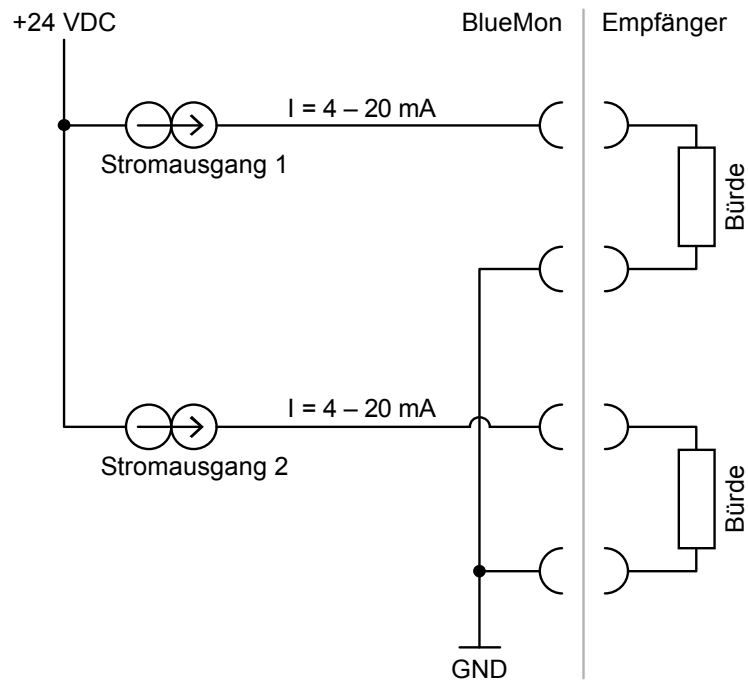 +24 VDC
BlueMon
Empfänger
I = 4 – 20 mA
Stromausgang 1
Bürde
I = 4 – 20 mA
Stromausgang 2
Bürde
GND